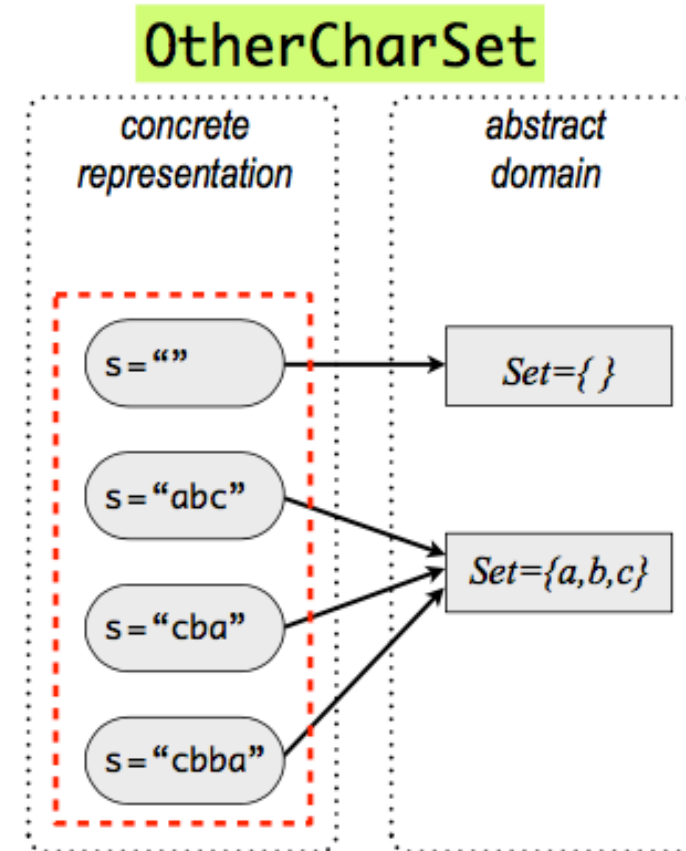 OtherCharSet
concrete
representation
abstract
domain
s=“”
Set={ }
s=“abc”
Set={a,b,c}
s=“cba”
s=“cbba”